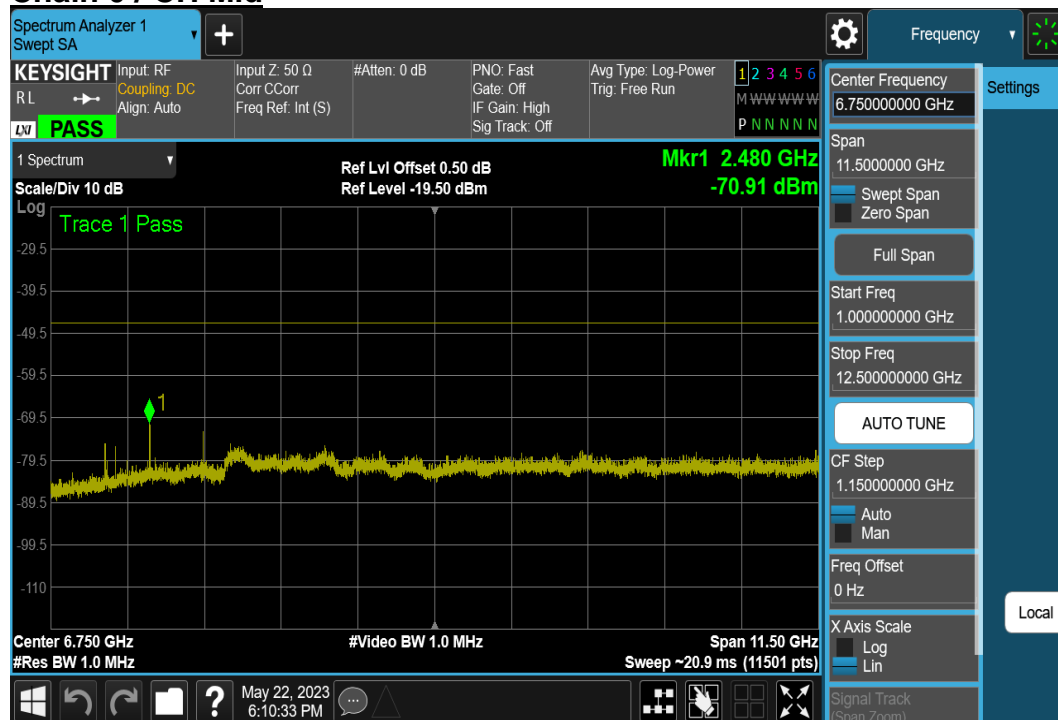 Spectrum Analyzer 1
Swept SA
Frequency
KEYSIGHT
Input: RF
Coupling: DC
Align: Auto
Input Z: 50 Ω
Corr CCorr
Freq Ref: Int (S)
#Atten: 0 dB
PNO: Fast
Gate: Off
IF Gain: High
Sig Track: Off
Avg Type: Log-Power
Trig: Free Run
1 2 3 4 5 6
M W W W W W
P N N N N N
R L
LXI
PASS
1 Spectrum
Scale/Div 10 dB
Ref Lvl Offset 0.50 dB
Ref Level -19.50 dBm
Mkr1 2.480 GHz
-70.91 dBm
Log
Trace 1 Pass
-29.5
-39.5
-49.5
-59.5
-69.5
-79.5
-89.5
-99.5
-110
1
Center 6.750 GHz
#Res BW 1.0 MHz
#Video BW 1.0 MHz
Span 11.50 GHz
Sweep ~20.9 ms (11501 pts)
Center Frequency
6.750000000 GHz
Settings
Span
11.5000000 GHz
Swept Span
Zero Span
Full Span
Start Freq
1.000000000 GHz
Stop Freq
12.500000000 GHz
AUTO TUNE
CF Step
1.150000000 GHz
Auto
Man
Freq Offset
0 Hz
X Axis Scale
Log
Lin
Local
Signal Track
(Span Zoom)
?
May 22, 2023
6:10:33 PM